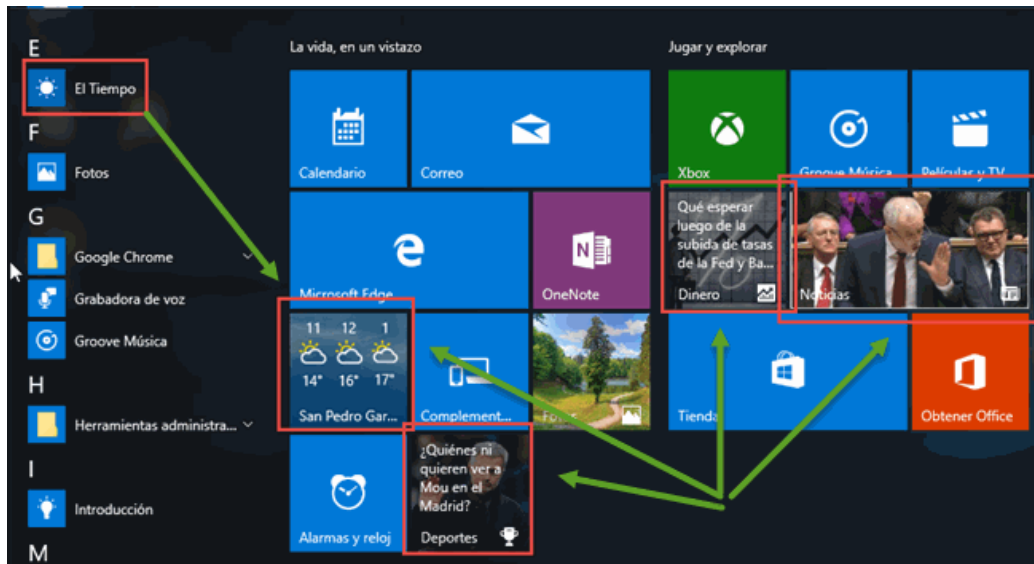 E
El Tiempo
F
Fotos
G
Google Chrome
Grabadora de voz
Groove Música
H
Herramientas administra...
I
Introducción
M
La vida, en un vistazo
Calendario
Correo
Microsoft Edge
OneNote
11 12 1
14° 16° 17°
San Pedro Gar...
Complement...
Fotos
Alarmas y reloj
¿Quiénes ni
quieren ver a
Mou en el
Madrid?
Deportes
Jugar y explorar
Xbox
Groove Música
Películas y TV
Qué esperar
luego de la
subida de tasas
de la Fed y Ba...
Dinero
Noticias
Tienda
Obtener Office